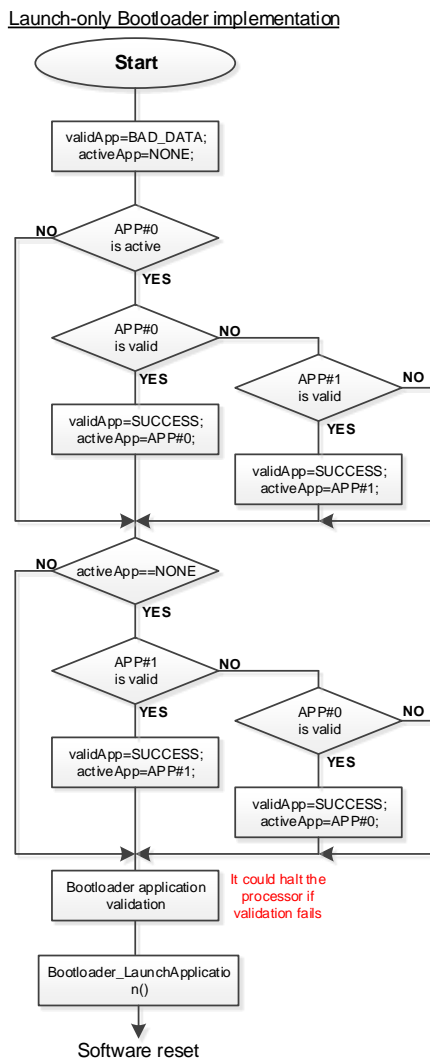 Launch-only Bootloader implementation
Start
validApp=BAD_DATA;
activeApp=NONE;
APP#0
is active
NO
YES
APP#0
is valid
NO
YES
APP#1
is valid
NO
YES
validApp=SUCCESS;
activeApp=APP#0;
validApp=SUCCESS;
activeApp=APP#1;
activeApp==NONE
NO
YES
APP#1
is valid
NO
YES
APP#0
is valid
NO
YES
validApp=SUCCESS;
activeApp=APP#1;
validApp=SUCCESS;
activeApp=APP#0;
Bootloader application
validation
It could halt the
processor if
validation fails
Bootloader_LaunchApplicatio
n()
Software reset